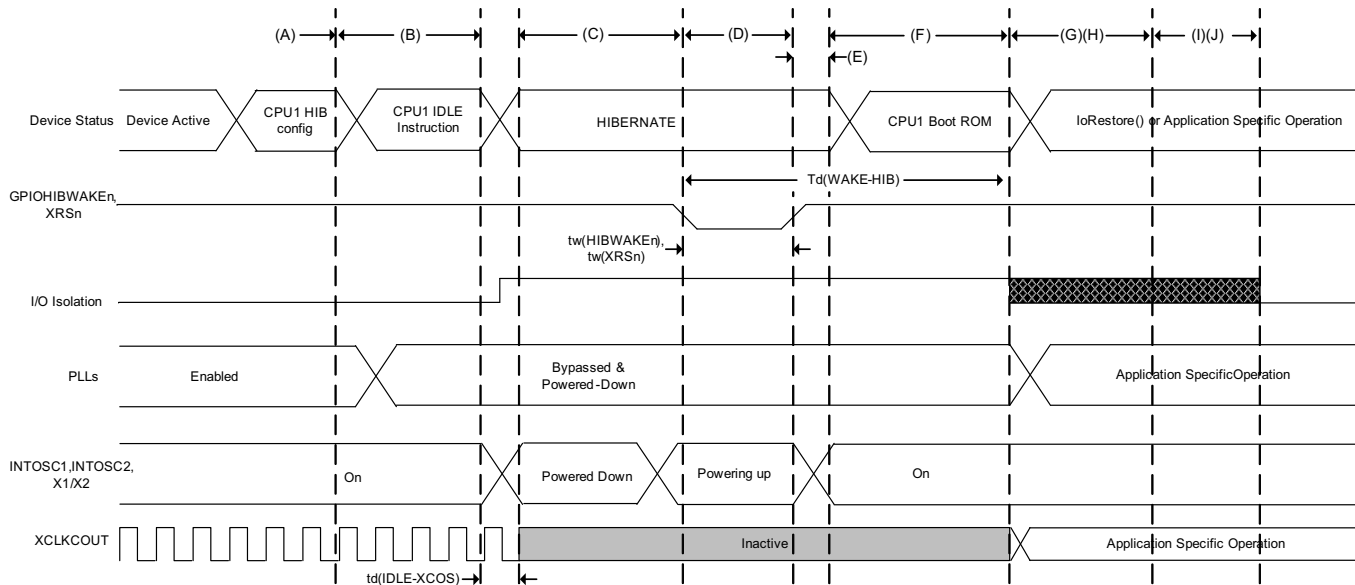 (A)
(B)
(C)
(D)
(E)
(F)
(G)(H)
(I)(J)
Device Status
Device Active
CPU1 HIB
config
CPU1 IDLE
Instruction
HIBERNATE
CPU1 Boot ROM
IoRestore() or Application Specific Operation
Td(WAKE-HIB)
GPIOHIBWAKEn,
XRSn
tw(HIBWAKEn),
tw(XRSn)
I/O Isolation
PLLs
Enabled
Bypassed &
Powered-Down
Application SpecificOperation
INTOSC1,INTOSC2,
X1/X2
On
Powered Down
Powering up
On
XCLKCOUT
Inactive
Application Specific Operation
td(IDLE-XCOS)